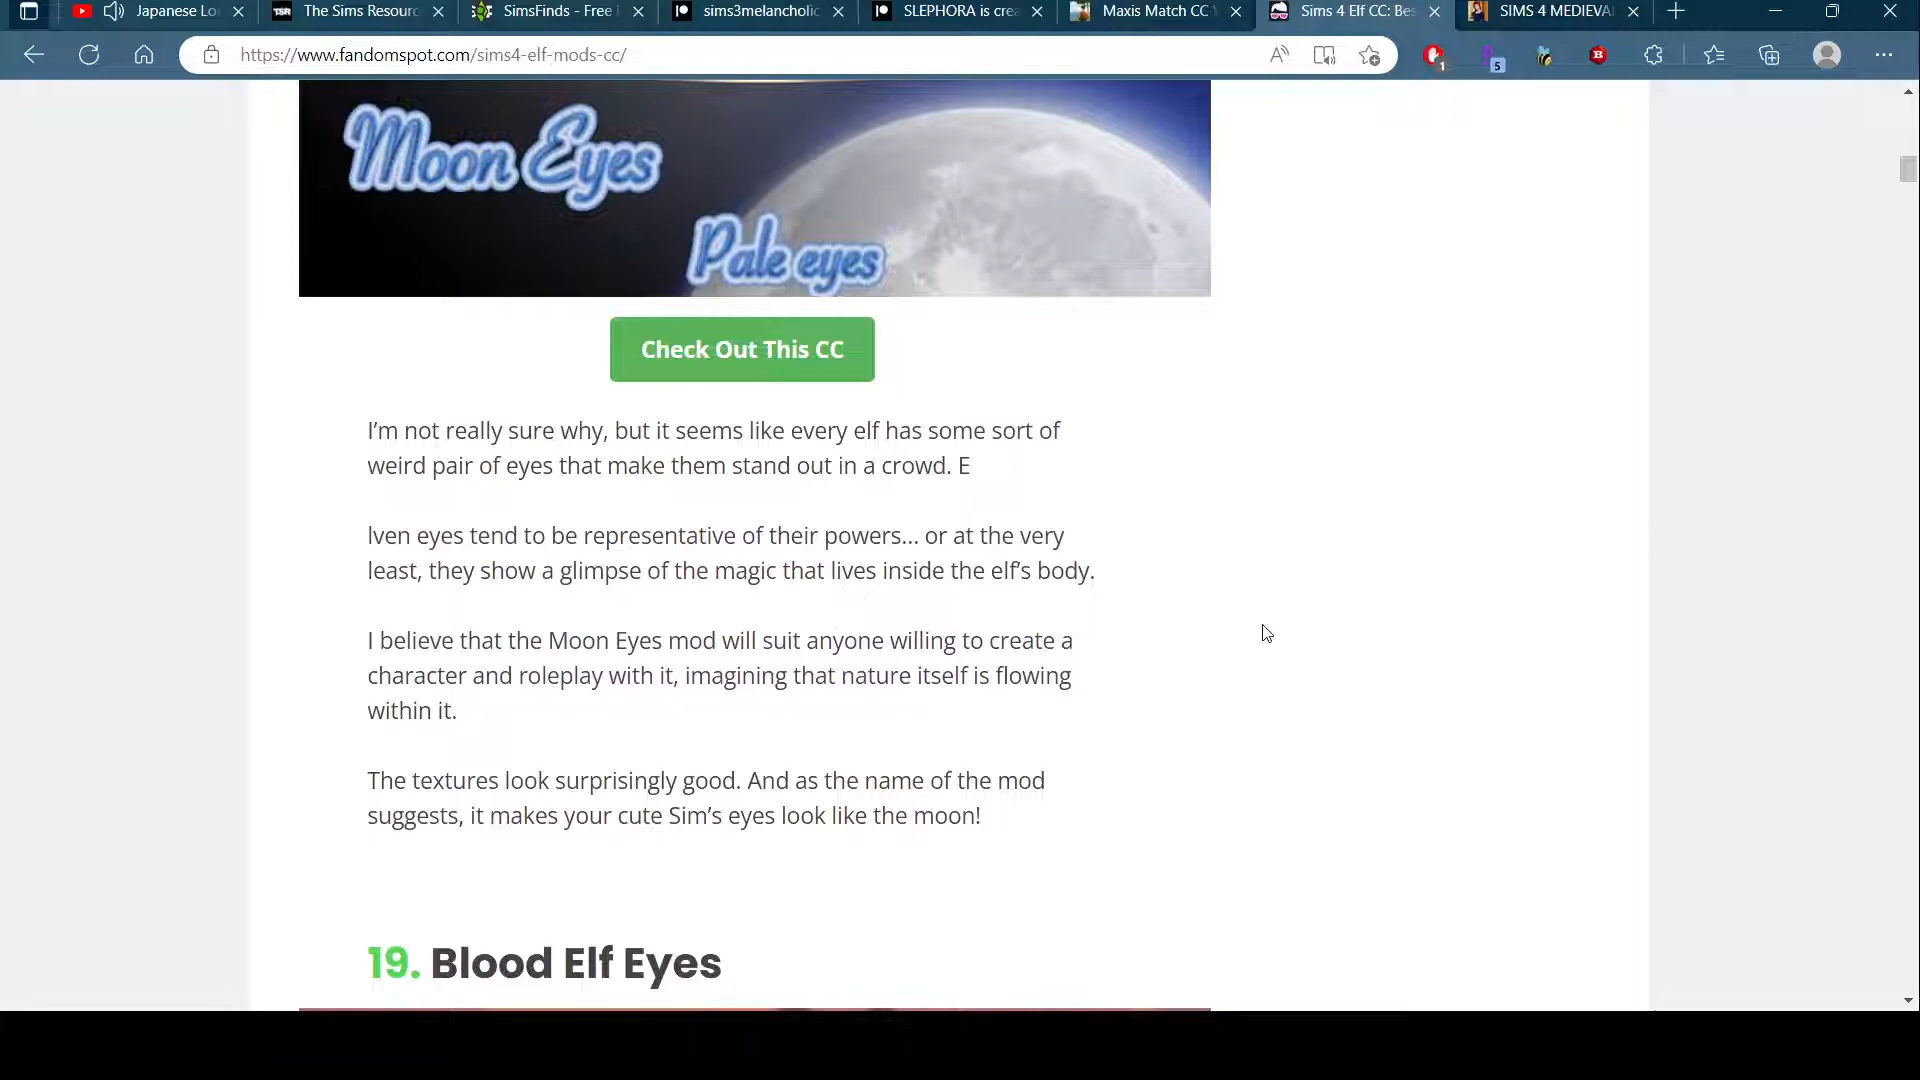 Japanese Lo
The Sims Resour
SimsFinds - Free
sims3melancholic
SLEPHORA is cre
Maxis Match CC
Sims 4 Elf CC: Bes
SIMS 4 MEDIEVA
https://www.fandomspot.com/sims4-elf-mods-cc/
1
5
B
Moon Eyes
Pale eyes
Check Out This CC
I’m not really sure why, but it seems like every elf has some sort of
weird pair of eyes that make them stand out in a crowd. E
lven eyes tend to be representative of their powers… or at the very
least, they show a glimpse of the magic that lives inside the elf’s body.
I believe that the Moon Eyes mod will suit anyone willing to create a
character and roleplay with it, imagining that nature itself is flowing
within it.
The textures look surprisingly good. And as the name of the mod
suggests, it makes your cute Sim’s eyes look like the moon!
19. Blood Elf Eyes